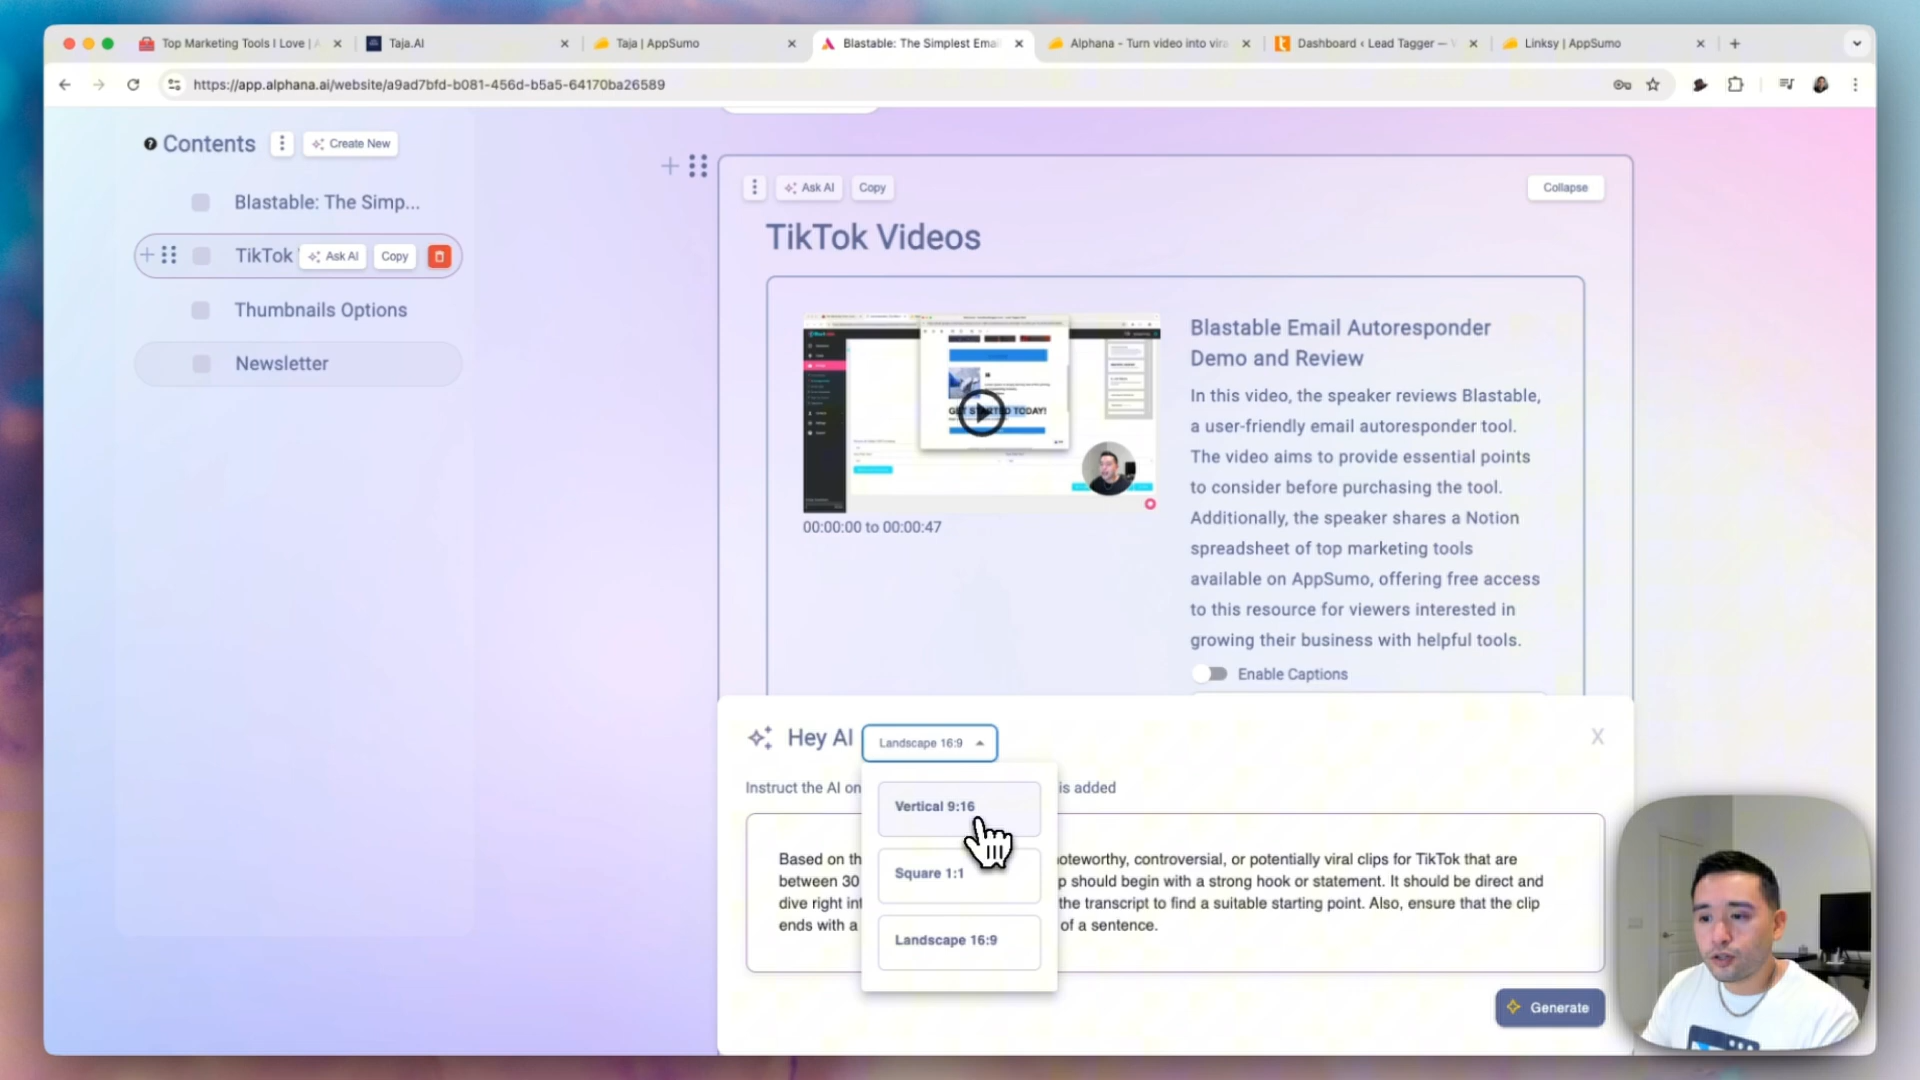 Top Marketing Tools I Love | A
Taja.AI
Taja | AppSumo
Blastable: The Simplest Emai
Alphana - Turn video into vira
Dashboard ‹ Lead Tagger —
Linksy | AppSumo
https://app.alphana.ai/website/a9ad7bfd-b081-456d-b5a5-64170ba26589
Contents
Create New
Blastable: The Simp...
TikTok
Ask AI
Copy
Thumbnails Options
Newsletter
Ask AI
Copy
Collapse
TikTok Videos
GET STARTED TODAY!
00:00:00 to 00:00:47
Blastable Email Autoresponder
Demo and Review
In this video, the speaker reviews Blastable,
a user-friendly email autoresponder tool.
The video aims to provide essential points
to consider before purchasing the tool.
Additionally, the speaker shares a Notion
spreadsheet of top marketing tools
available on AppSumo, offering free access
to this resource for viewers interested in
growing their business with helpful tools.
Enable Captions
Hey AI
Landscape 16:9
X
Instruct the AI on is added
Vertical 9:16
Square 1:1
Landscape 16:9
Based on th oteworthy, controversial, or potentially viral clips for TikTok that are
between 30 p should begin with a strong hook or statement. It should be direct and
dive right int the transcript to find a suitable starting point. Also, ensure that the clip
ends with a of a sentence.
Generate